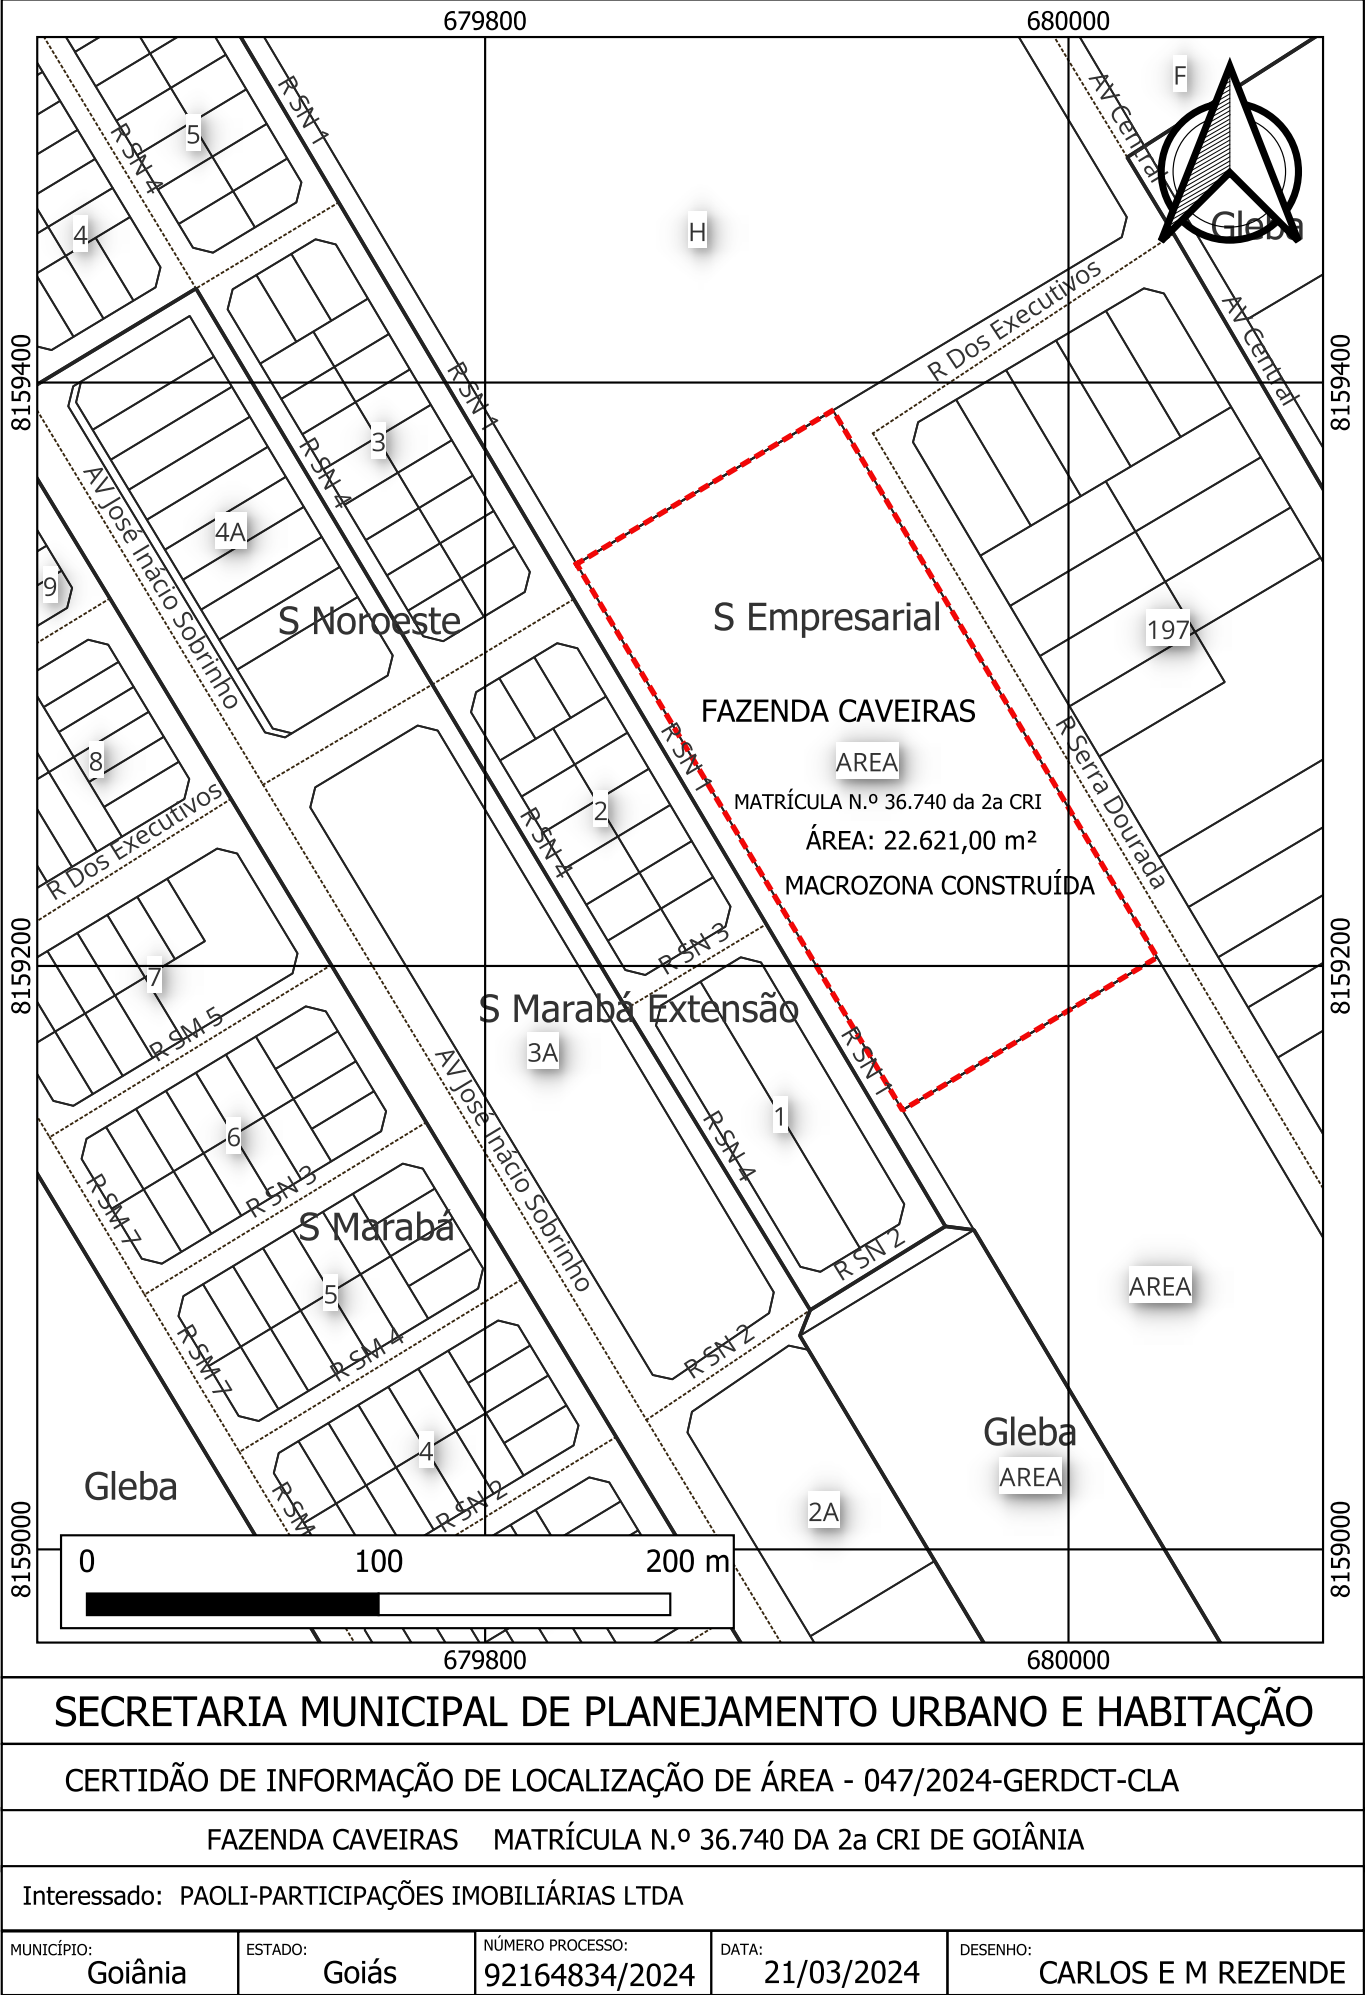 679800
680000
F
AV Central
R SN 1
5
R SN 4
4
H
Gleba
R Dos Executivos
AV Central
8159400
8159400
R SN 1
3
R SN 4
AV José Inácio Sobrinho
4A
9
S Noroeste
S Empresarial
197
FAZENDA CAVEIRAS
AREA
R SN 1
R Serra Dourada
8
2
MATRÍCULA N.º 36.740 da 2a CRI
ÁREA: 22.621,00 m²
R Dos Executivos
R SN 4
MACROZONA CONSTRUÍDA
8159200
8159200
R SN 3
7
S Marabá Extensão
R SM 5
3A
R SN 1
AV José Inácio Sobrinho
1
6
R SN 4
R SN 3
R SM 7
S Marabá
R SN 2
AREA
5
R SM 4
R SM 7
R SN 2
Gleba
4
AREA
Gleba
R SN 2
R SM
2A
8159000
8159000
0 100 200 m
679800
680000
SECRETARIA MUNICIPAL DE PLANEJAMENTO URBANO E HABITAÇÃO
CERTIDÃO DE INFORMAÇÃO DE LOCALIZAÇÃO DE ÁREA - 047/2024-GERDCT-CLA
FAZENDA CAVEIRAS MATRÍCULA N.º 36.740 DA 2a CRI DE GOIÂNIA
Interessado: PAOLI-PARTICIPAÇÕES IMOBILIÁRIAS LTDA
MUNICÍPIO:
Goiânia
ESTADO:
Goiás
NÚMERO PROCESSO:
92164834/2024
DATA:
21/03/2024
DESENHO:
CARLOS E M REZENDE